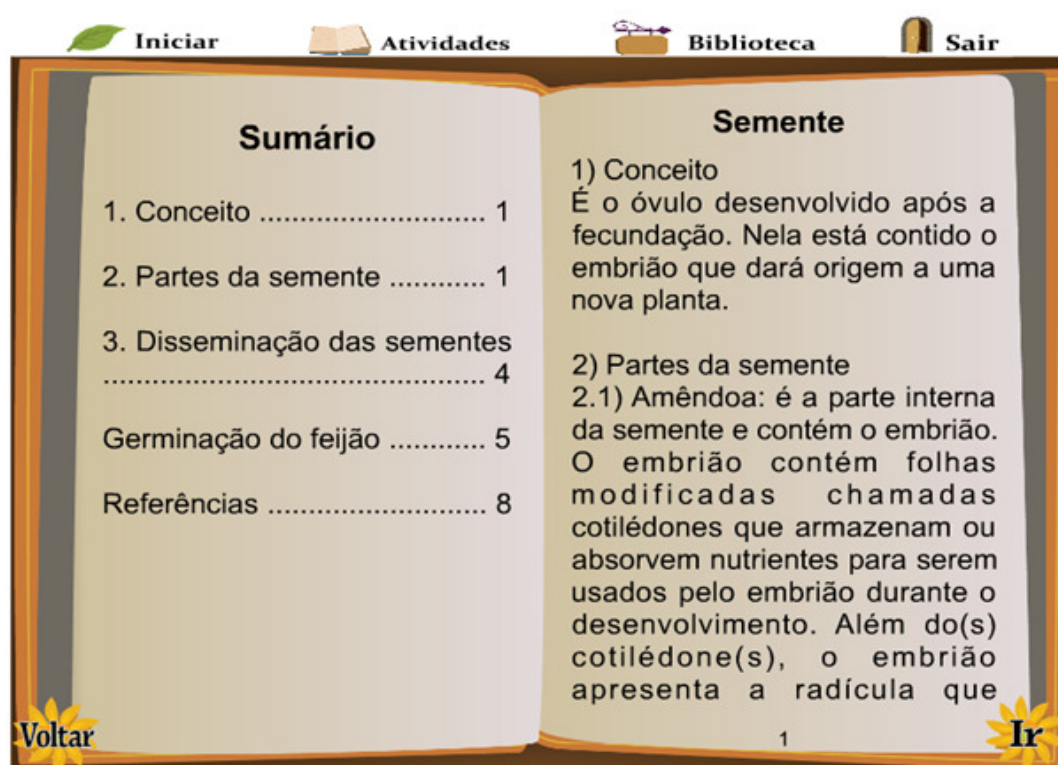 Iniciar
Atividades
Biblioteca
Sair
Sumário
1. Conceito ............................ 1
2. Partes da semente ............ 1
3. Disseminação das sementes
............................................... 4
Germinação do feijão ............ 5
Referências ........................... 8
Semente
1) Conceito
É o óvulo desenvolvido após a
fecundação. Nela está contido o
embrião que dará origem a uma
nova planta.
2) Partes da semente
2.1) Amêndoa: é a parte interna
da semente e contém o embrião.
O embrião contém folhas
modificadas chamadas
cotilédones que armazenam ou
absorvem nutrientes para serem
usados pelo embrião durante o
desenvolvimento. Além do(s)
cotilédone(s), o embrião
apresenta a radícula que
1
Voltar
Ir